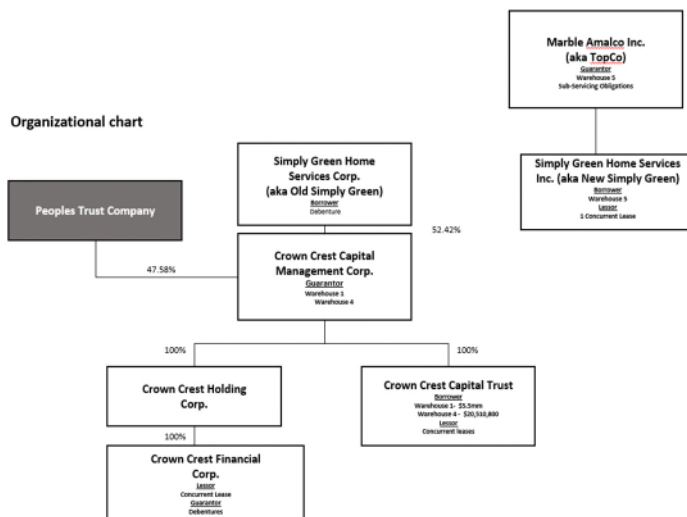 Marble Amalco Inc.
(aka TopCo)
Guarantor
Warehouse 5
Sub-Servicing Obligations
Organizational chart
Simply Green Home
Services Corp.
(aka Old Simply Green)
Borrower
Debenture
Simply Green Home Services
Inc. (aka New Simply Green)
Borrower
Warehouse 5
Lessor
1 Concurrent Lease
Peoples Trust Company
52.42%
47.58%
Crown Crest Capital
Management Corp.
Guarantor
Warehouse 1
Warehouse 4
100%
100%
Crown Crest Holding
Corp.
Crown Crest Capital Trust
Borrower
Warehouse 1- $5.5mm
Warehouse 4 - $20,510,800
Lessor
Concurrent leases
100%
Crown Crest Financial
Corp.
Lessor
Concurrent Lease
Guarantor
Debentures